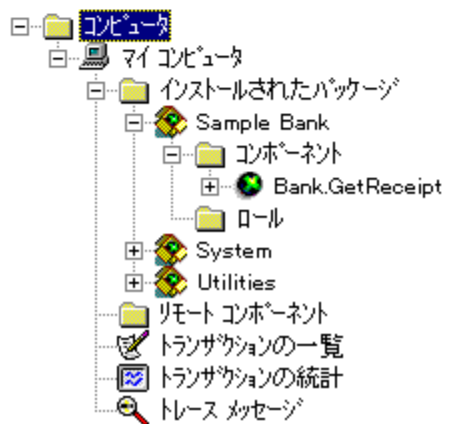 コンピュータ
マイ コンピュータ
インストールされたパッケージ
Sample Bank
コンポーネント
Bank.GetReceipt
ロール
System
Utilities
リモート コンポーネント
トランザクションの一覧
トランザクションの統計
トレース メッセージ